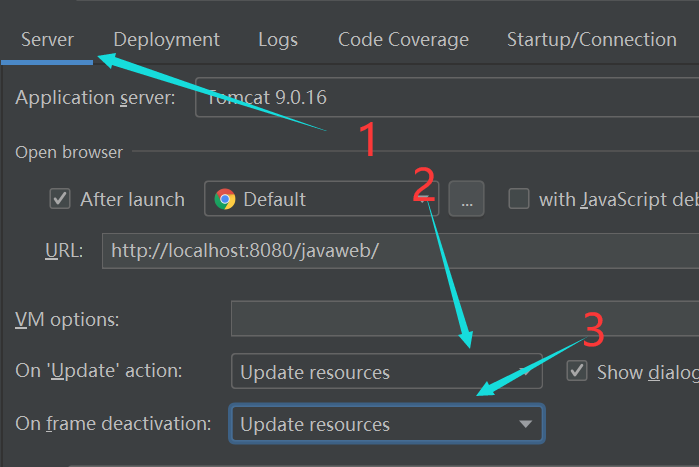 Server Deployment Logs Code Coverage Startup/Connection
Application server: Tomcat 9.0.16
1
Open browser
2
After launch Default ... with JavaScript deb
URL: http://localhost:8080/javaweb/
VM options:
3
On 'Update' action: Update resources Show dialog
On frame deactivation: Update resources